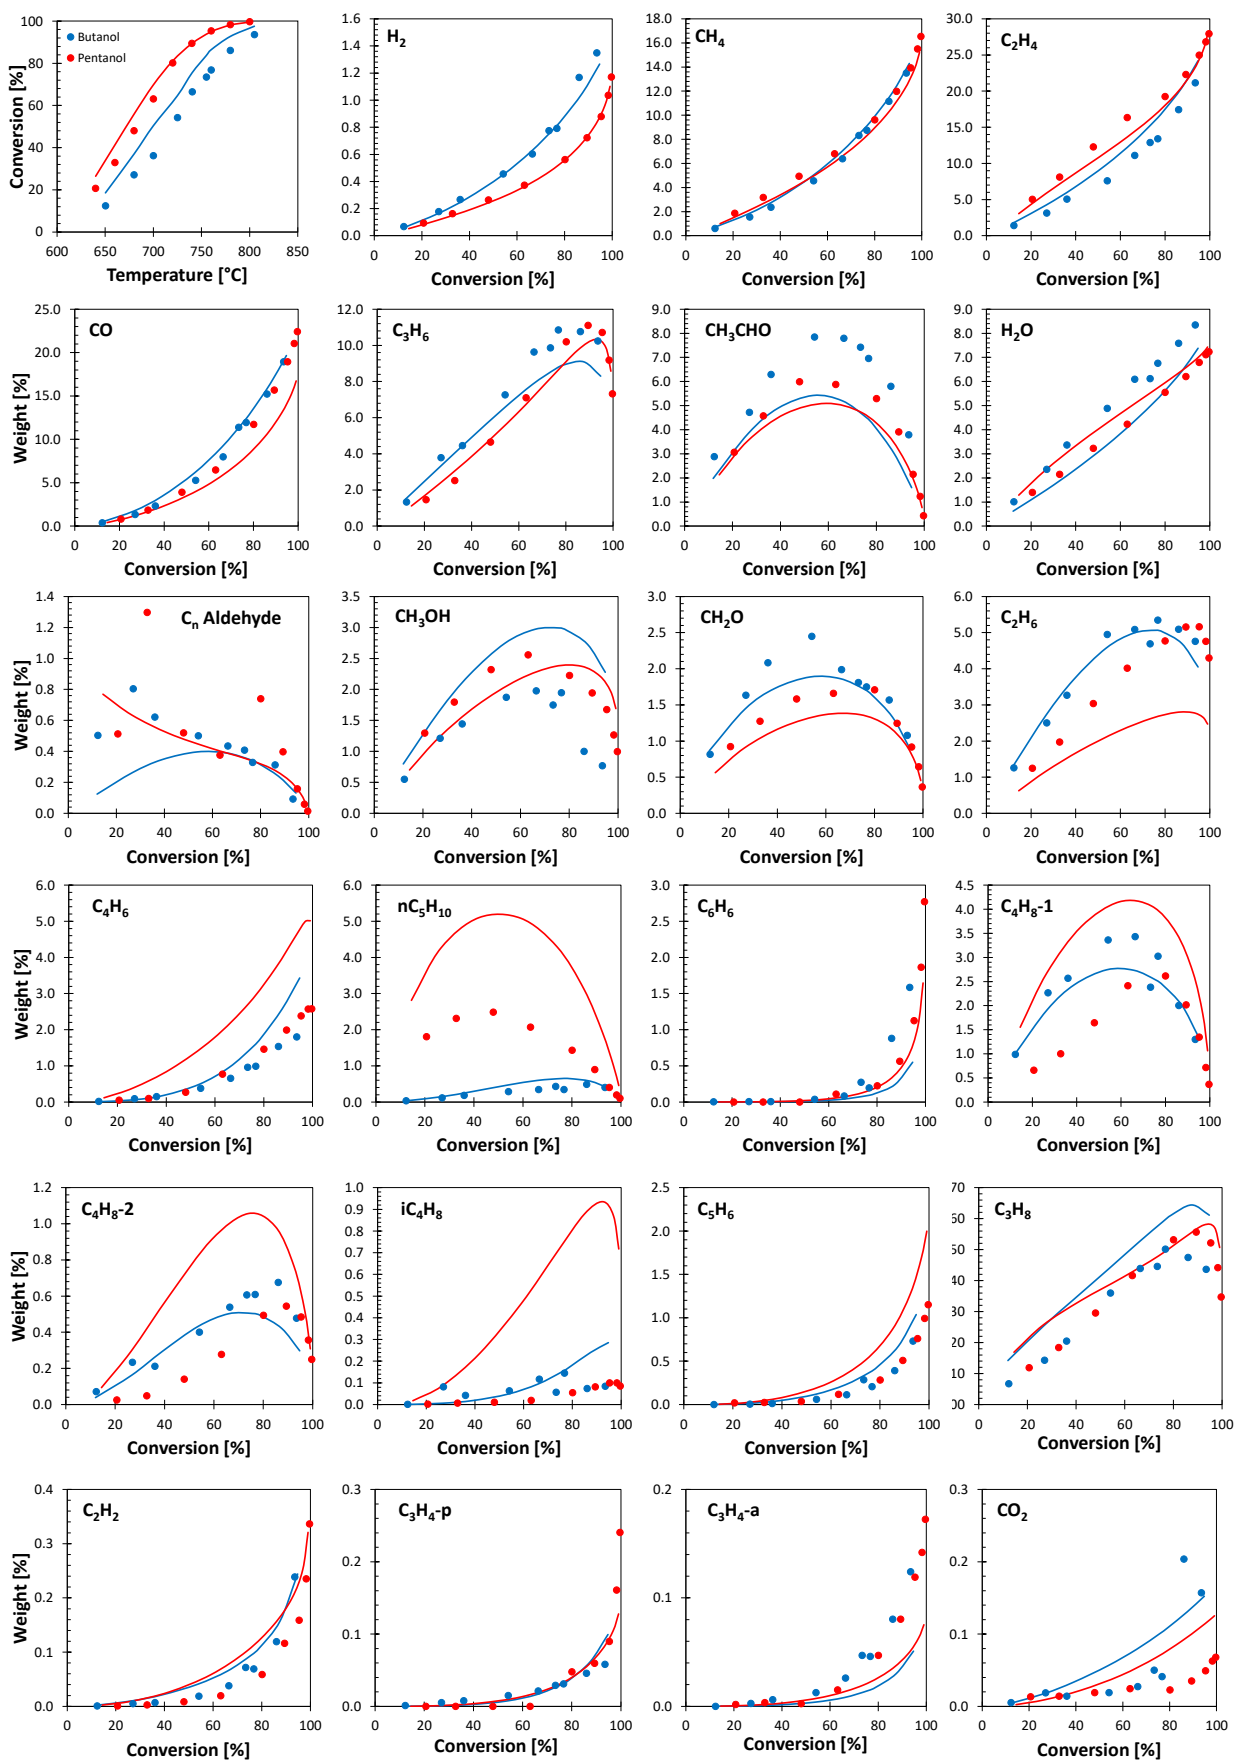 Conversion [%]
100
80
60
40
20
0
Butanol
Pentanol
600 650 700 750 800 850
Temperature [°C]
H2
1.6
1.4
1.2
1.0
0.8
0.6
0.4
0.2
0.0
0 20 40 60 80 100
Conversion [%]
CH4
18.0
16.0
14.0
12.0
10.0
8.0
6.0
4.0
2.0
0.0
0 20 40 60 80 100
Conversion [%]
C2H4
30.0
25.0
20.0
15.0
10.0
5.0
0.0
0 20 40 60 80 100
Conversion [%]
Weight [%]
CO
25.0
20.0
15.0
10.0
5.0
0.0
0 20 40 60 80 100
Conversion [%]
C3H6
12.0
10.0
8.0
6.0
4.0
2.0
0.0
0 20 40 60 80 100
Conversion [%]
CH3CHO
9.0
8.0
7.0
6.0
5.0
4.0
3.0
2.0
1.0
0.0
0 20 40 60 80 100
Conversion [%]
H2O
9.0
8.0
7.0
6.0
5.0
4.0
3.0
2.0
1.0
0.0
0 20 40 60 80 100
Conversion [%]
Weight [%]
Cn Aldehyde
1.4
1.2
1.0
0.8
0.6
0.4
0.2
0.0
0 20 40 60 80 100
Conversion [%]
CH3OH
3.5
3.0
2.5
2.0
1.5
1.0
0.5
0.0
0 20 40 60 80 100
Conversion [%]
CH2O
3.0
2.5
2.0
1.5
1.0
0.5
0.0
0 20 40 60 80 100
Conversion [%]
C2H6
6.0
5.0
4.0
3.0
2.0
1.0
0.0
0 20 40 60 80 100
Conversion [%]
Weight [%]
C4H6
6.0
5.0
4.0
3.0
2.0
1.0
0.0
0 20 40 60 80 100
Conversion [%]
nC5H10
6.0
5.0
4.0
3.0
2.0
1.0
0.0
0 20 40 60 80 100
Conversion [%]
C6H6
3.0
2.5
2.0
1.5
1.0
0.5
0.0
0 20 40 60 80 100
Conversion [%]
C4H8-1
4.5
4.0
3.5
3.0
2.5
2.0
1.5
1.0
0.5
0.0
0 20 40 60 80 100
Conversion [%]
Weight [%]
C4H8-2
1.2
1.0
0.8
0.6
0.4
0.2
0.0
0 20 40 60 80 100
Conversion [%]
iC4H8
1.0
0.9
0.8
0.7
0.6
0.5
0.4
0.3
0.2
0.1
0.0
0 20 40 60 80 100
Conversion [%]
C5H6
2.5
2.0
1.5
1.0
0.5
0.0
0 20 40 60 80 100
Conversion [%]
C3H8
70
60
50
40
30
20
10
00
0 20 40 60 80 100
Conversion [%]
Weight [%]
C2H2
0.4
0.3
0.2
0.1
0.0
0 20 40 60 80 100
Conversion [%]
C3H4-p
0.3
0.2
0.1
0.0
0 20 40 60 80 100
Conversion [%]
C3H4-a
0.2
0.1
0.0
0 20 40 60 80 100
Conversion [%]
CO2
0.3
0.2
0.1
0.0
0 20 40 60 80 100
Conversion [%]